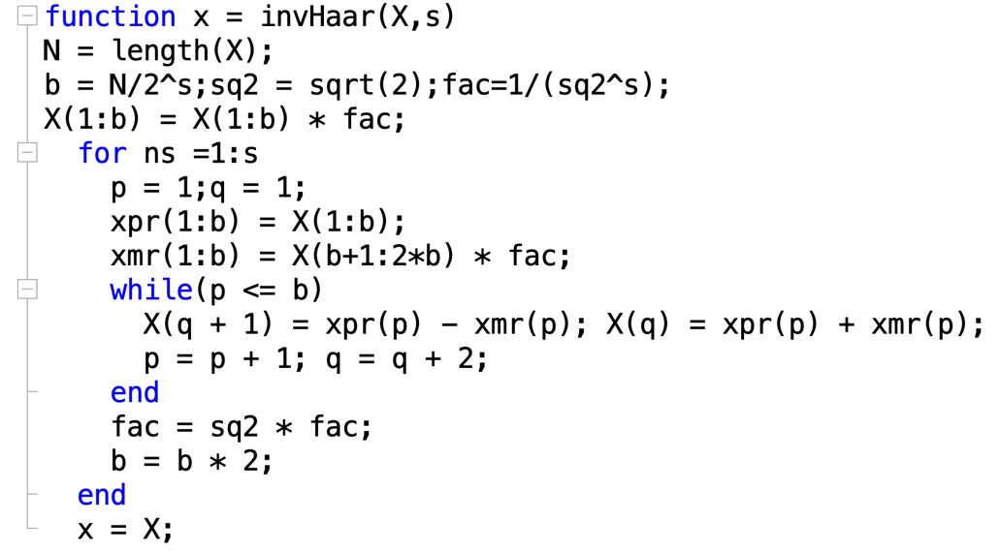 function x = invHaar(X,s)
N = length(X);
b = N/2^s;sq2 = sqrt(2);fac=1/(sq2^s);
X(1:b) = X(1:b) * fac;
for ns =1:s
p = 1;q = 1;
xpr(1:b) = X(1:b);
xmr(1:b) = X(b+1:2*b) * fac;
while(p <= b)
X(q + 1) = xpr(p) - xmr(p); X(q) = xpr(p) + xmr(p);
p = p + 1; q = q + 2;
end
fac = sq2 * fac;
b = b * 2;
end
x = X;